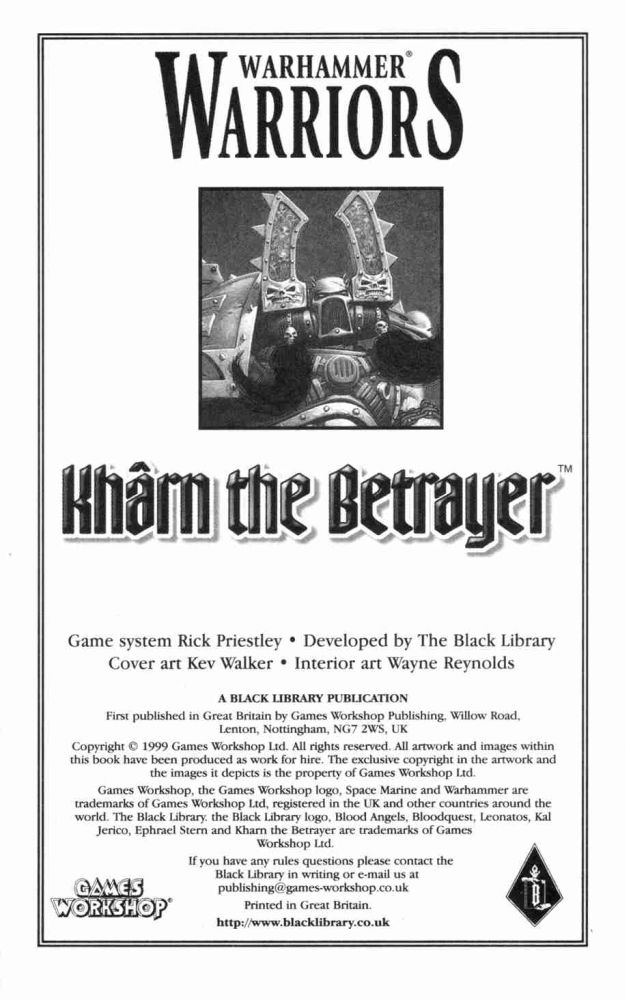 WARHAMMER®
WARRIORS
Khârn the Betrayer™
Game system Rick Priestley • Developed by The Black Library
Cover art Kev Walker • Interior art Wayne Reynolds
A BLACK LIBRARY PUBLICATION
First published in Great Britain by Games Workshop Publishing, Willow Road,
Lenton, Nottingham, NG7 2WS, UK
Copyright © 1999 Games Workshop Ltd. All rights reserved. All artwork and images within
this book have been produced as work for hire. The exclusive copyright in the artwork and
the images it depicts is the property of Games Workshop Ltd.
Games Workshop, the Games Workshop logo, Space Marine and Warhammer are
trademarks of Games Workshop Ltd, registered in the UK and other countries around the
world. The Black Library. the Black Library logo, Blood Angels, Bloodquest, Leonatos, Kal
Jerico, Ephrael Stern and Kharn the Betrayer are trademarks of Games
Workshop Ltd.
If you have any rules questions please contact the
Black Library in writing or e-mail us at
publishing@games-workshop.co.uk
Printed in Great Britain.
http://www.blacklibrary.co.uk
GAMES
WORKSHOP®
BL